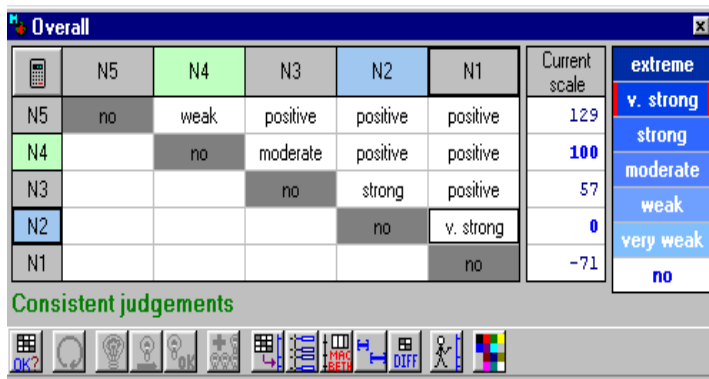 Overall
N5 N4 N3 N2 N1 Current scale extreme
N5 no weak positive positive positive 129 v. strong
N4 no moderate positive positive 100 strong
N3 no strong positive 57 moderate
N2 no v. strong 0 weak
N1 no -71 very weak
no
Consistent judgements
OK? OK MAC BETH DIFF